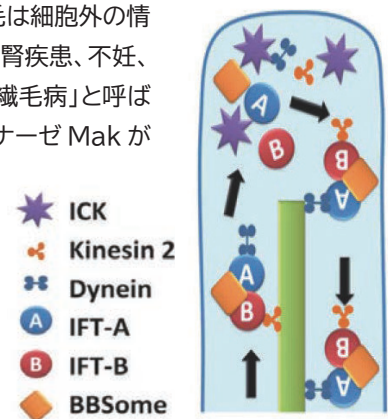 毛は細胞外の情
腎疾患、不妊、
繊毛病」と呼ば
ナーゼ Mak が
ICK
Kinesin 2
Dynein
A IFT-A
B IFT-B
BBSome
A
B
B
A
A
B
B
A